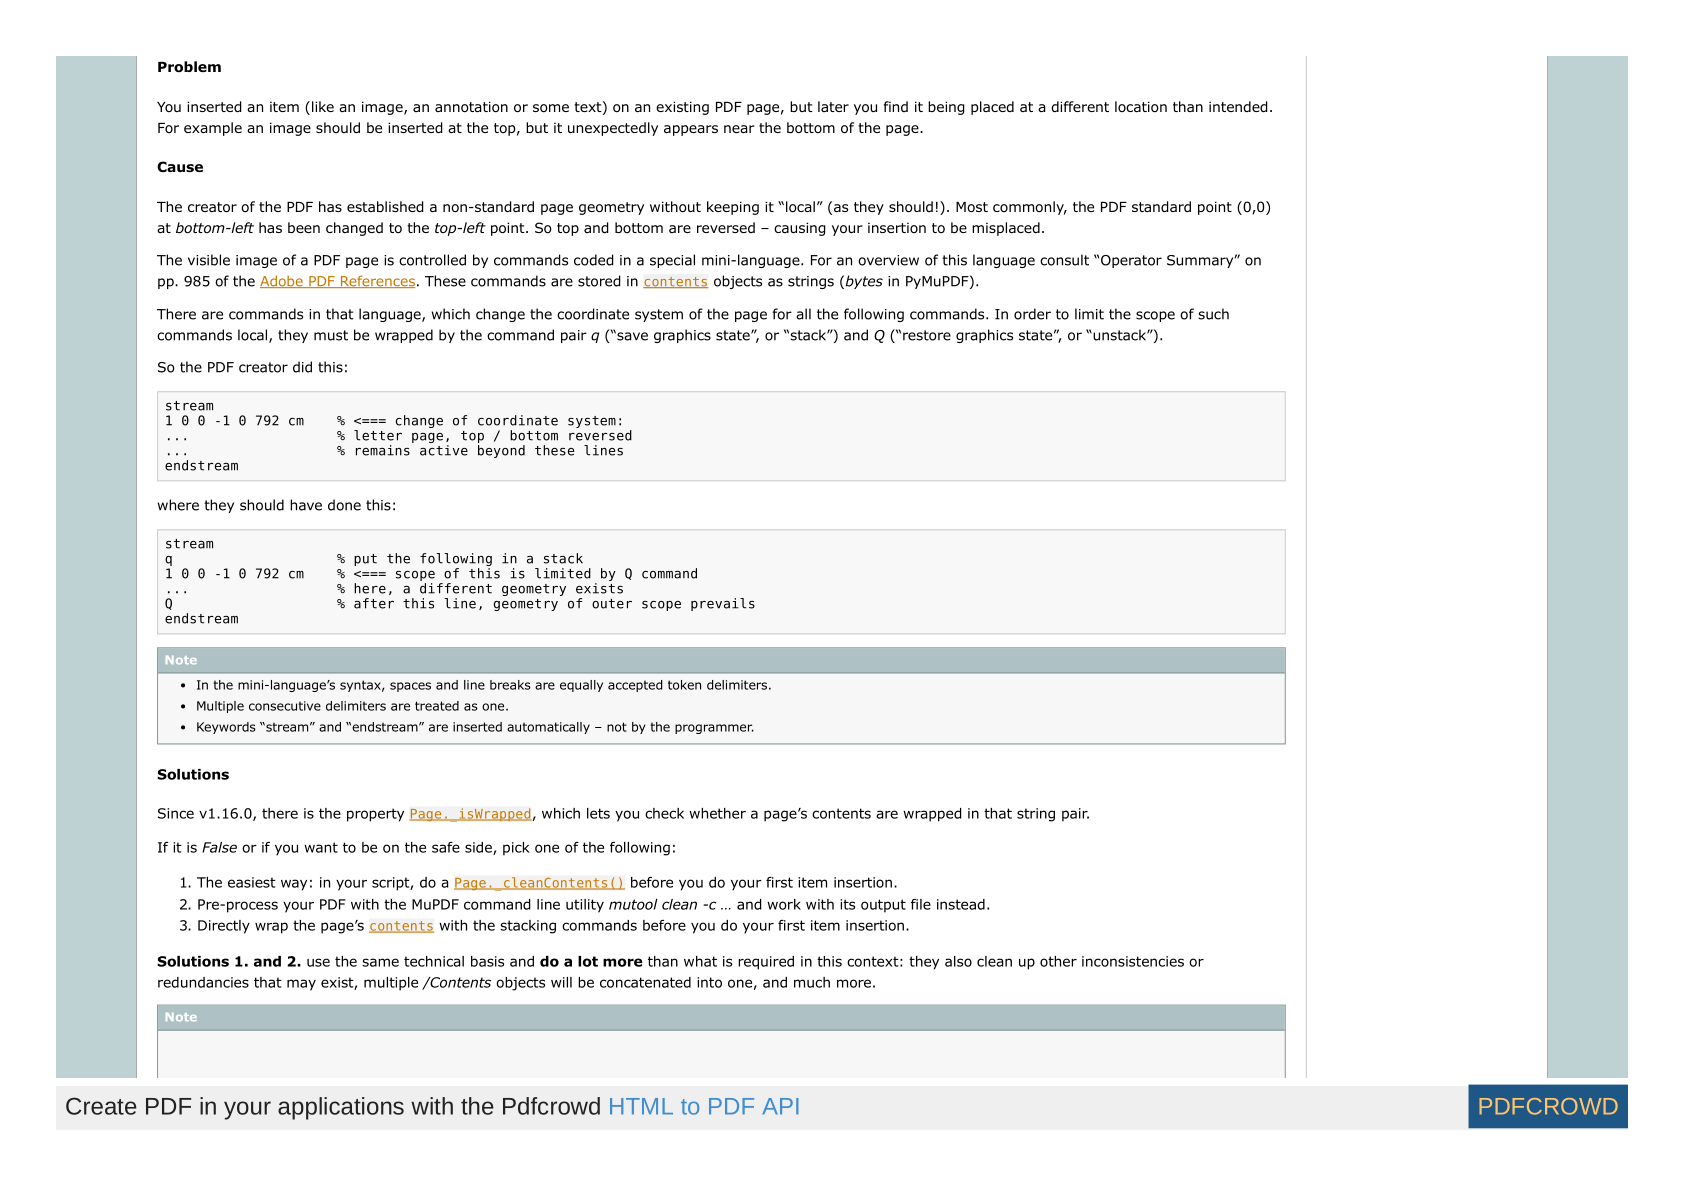 Problem
You inserted an item (like an image, an annotation or some text) on an existing PDF page, but later you find it being placed at a different location than intended.
For example an image should be inserted at the top, but it unexpectedly appears near the bottom of the page.
Cause
The creator of the PDF has established a non-standard page geometry without keeping it “local” (as they should!). Most commonly, the PDF standard point (0,0)
at bottom-left has been changed to the top-left point. So top and bottom are reversed – causing your insertion to be misplaced.
The visible image of a PDF page is controlled by commands coded in a special mini-language. For an overview of this language consult “Operator Summary” on
pp. 985 of the Adobe PDF References. These commands are stored in contents objects as strings (bytes in PyMuPDF).
There are commands in that language, which change the coordinate system of the page for all the following commands. In order to limit the scope of such
commands local, they must be wrapped by the command pair q (“save graphics state”, or “stack”) and Q (“restore graphics state”, or “unstack”).
So the PDF creator did this:
stream
1 0 0 -1 0 792 cm    % <=== change of coordinate system:
...                  % letter page, top / bottom reversed
...                  % remains active beyond these lines
endstream
where they should have done this:
stream
q                    % put the following in a stack
1 0 0 -1 0 792 cm    % <=== scope of this is limited by Q command
...                  % here, a different geometry exists
Q                    % after this line, geometry of outer scope prevails
endstream
Note
• In the mini-language’s syntax, spaces and line breaks are equally accepted token delimiters.
• Multiple consecutive delimiters are treated as one.
• Keywords “stream” and “endstream” are inserted automatically – not by the programmer.
Solutions
Since v1.16.0, there is the property Page._isWrapped, which lets you check whether a page’s contents are wrapped in that string pair.
If it is False or if you want to be on the safe side, pick one of the following:
1. The easiest way: in your script, do a Page._cleanContents() before you do your first item insertion.
2. Pre-process your PDF with the MuPDF command line utility mutool clean -c … and work with its output file instead.
3. Directly wrap the page’s contents with the stacking commands before you do your first item insertion.
Solutions 1. and 2. use the same technical basis and do a lot more than what is required in this context: they also clean up other inconsistencies or
redundancies that may exist, multiple /Contents objects will be concatenated into one, and much more.
Note
Create PDF in your applications with the Pdfcrowd HTML to PDF API
PDFCROWD